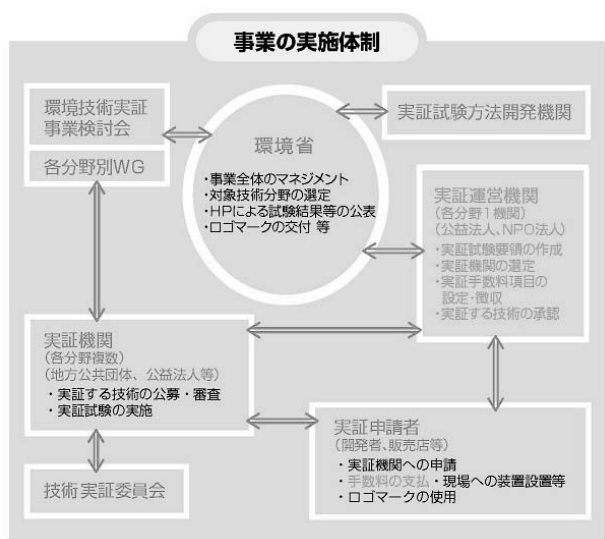 事業の実施体制
環境技術実証
事業検討会
各分野別WG
環境省
・事業全体のマネジメント
・対象技術分野の選定
・HPによる試験結果等の公表
・ロゴマークの交付 等
実証試験方法開発機関
実証運営機関
(各分野1機関)
(公益法人、NPO法人)
・実証試験要領の作成
・実証機関の選定
・実証手数料項目の
設定・徴収
・実証する技術の承認
実証機関
(各分野複数)
(地方公共団体、公益法人等)
・実証する技術の公募・審査
・実証試験の実施
技術実証委員会
実証申請者
(開発者、販売店等)
・実証機関への申請
・手数料の支払・現場への装置設置等
・ロゴマークの使用